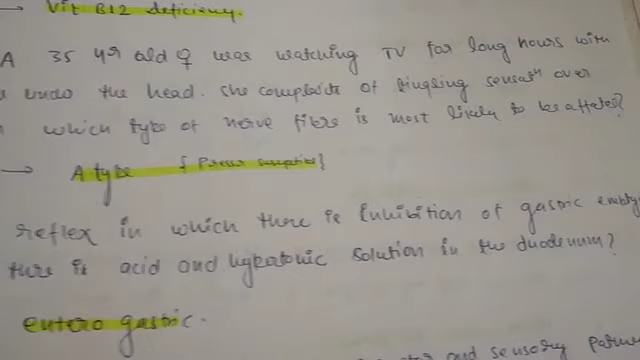 → Vit B12 deficiency.
A 35 yr old ♀ was watching TV for long hours with
under the head. She complaints of tingling sensatn over
which type of nerve fibre is most likely to be affected?
→ A type
reflex in which there is inhibition of gastric empty
there is acid and hypertonic solution in the duodenum?
entero gastric.
and sensory